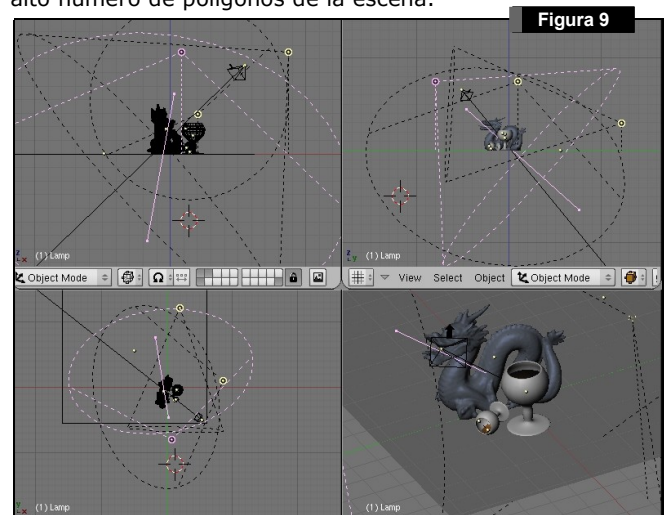 alto número de polígonos de la escena.
Figura 9
z
x
(1) Lamp
z
y
(1) Lamp
Object Mode
View Select Object Object Mode
y
x
(1) Lamp
(1) Lamp